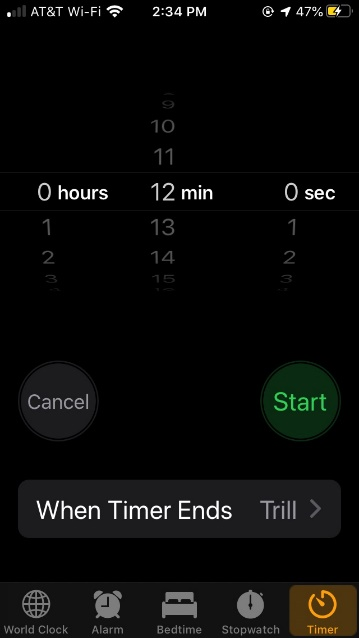 AT&T Wi-Fi 2:34 PM 47%
9
10
11
0 hours 12 min 0 sec
1 13 1
2 14 2
3 15 3
Cancel Start
When Timer Ends Trill
World Clock Alarm Bedtime Stopwatch Timer